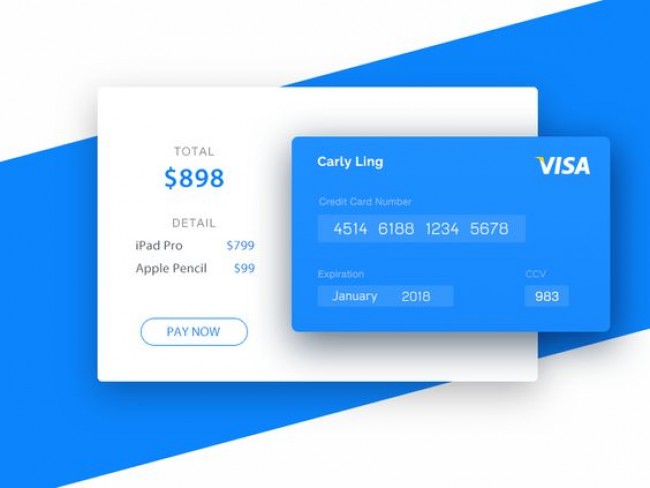 TOTAL
$898
DETAIL
iPad Pro $799
Apple Pencil $99
PAY NOW
Carly Ling
VISA
Credit Card Number
4514 6188 1234 5678
Expiration CCV
January 2018 983